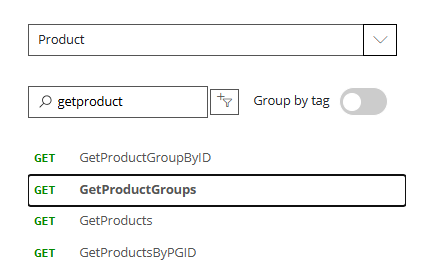 Product
getproduct
Group by tag
GET GetProductGroupByID
GET GetProductGroups
GET GetProducts
GET GetProductsByPGID